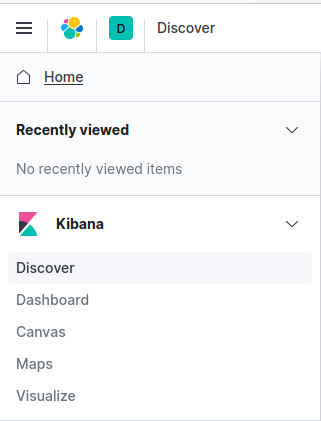 D Discover
Home
Recently viewed
No recently viewed items
Kibana
Discover
Dashboard
Canvas
Maps
Visualize